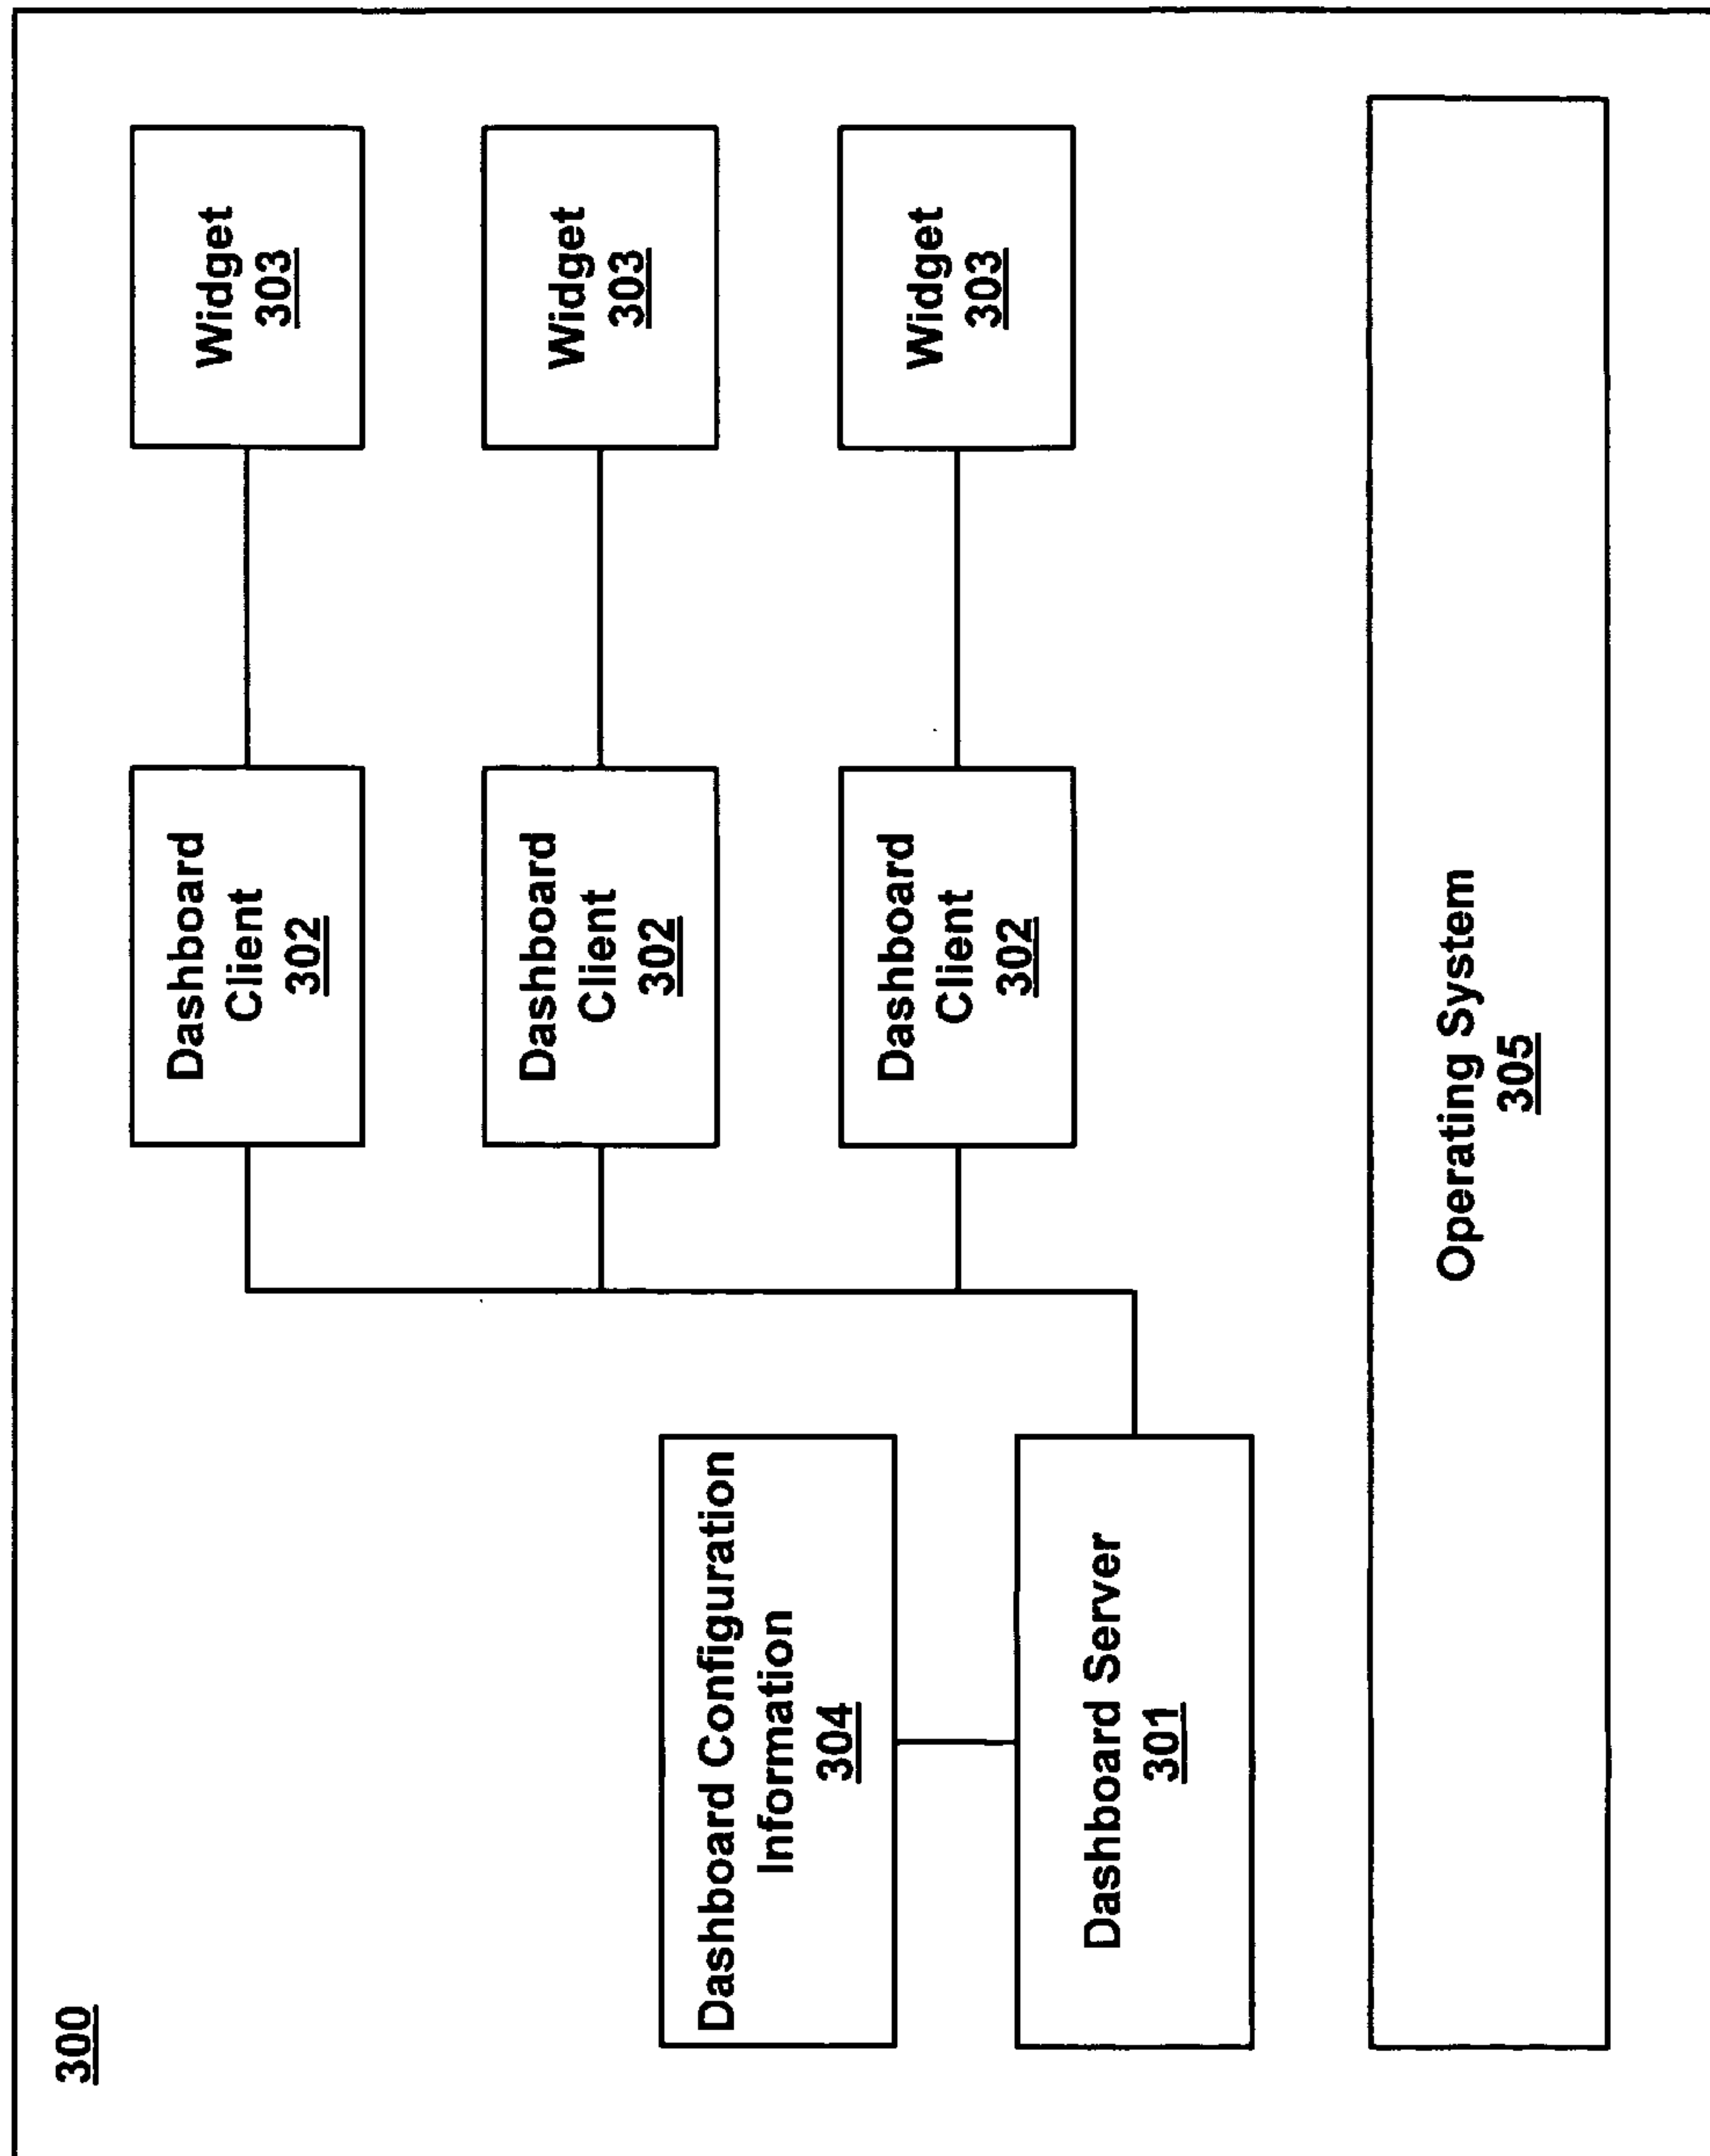 300
Dashboard Configuration
Information
304
Dashboard Server
301
Dashboard
Client
302
Dashboard
Client
302
Dashboard
Client
302
Widget
303
Widget
303
Widget
303
Operating System
305